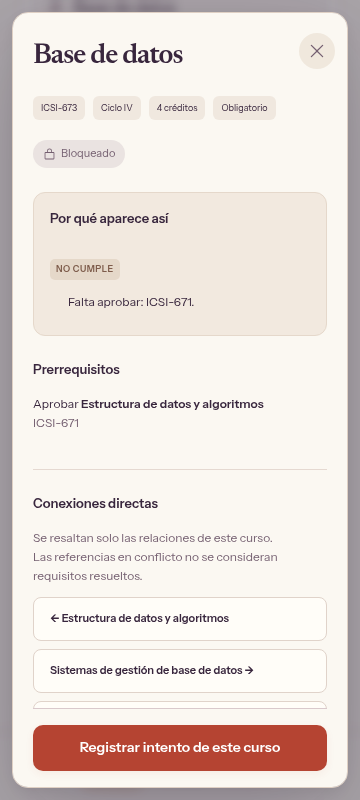 Base de datos
ICSI-673 Ciclo IV 4 créditos Obligatorio
Bloqueado
Por qué aparece así
NO CUMPLE
Falta aprobar: ICSI-671.
Prerrequisitos
Aprobar Estructura de datos y algoritmos
ICSI-671
Conexiones directas
Se resaltan solo las relaciones de este curso.
Las referencias en conflicto no se consideran
requisitos resueltos.
← Estructura de datos y algoritmos
Sistemas de gestión de base de datos →
Registrar intento de este curso